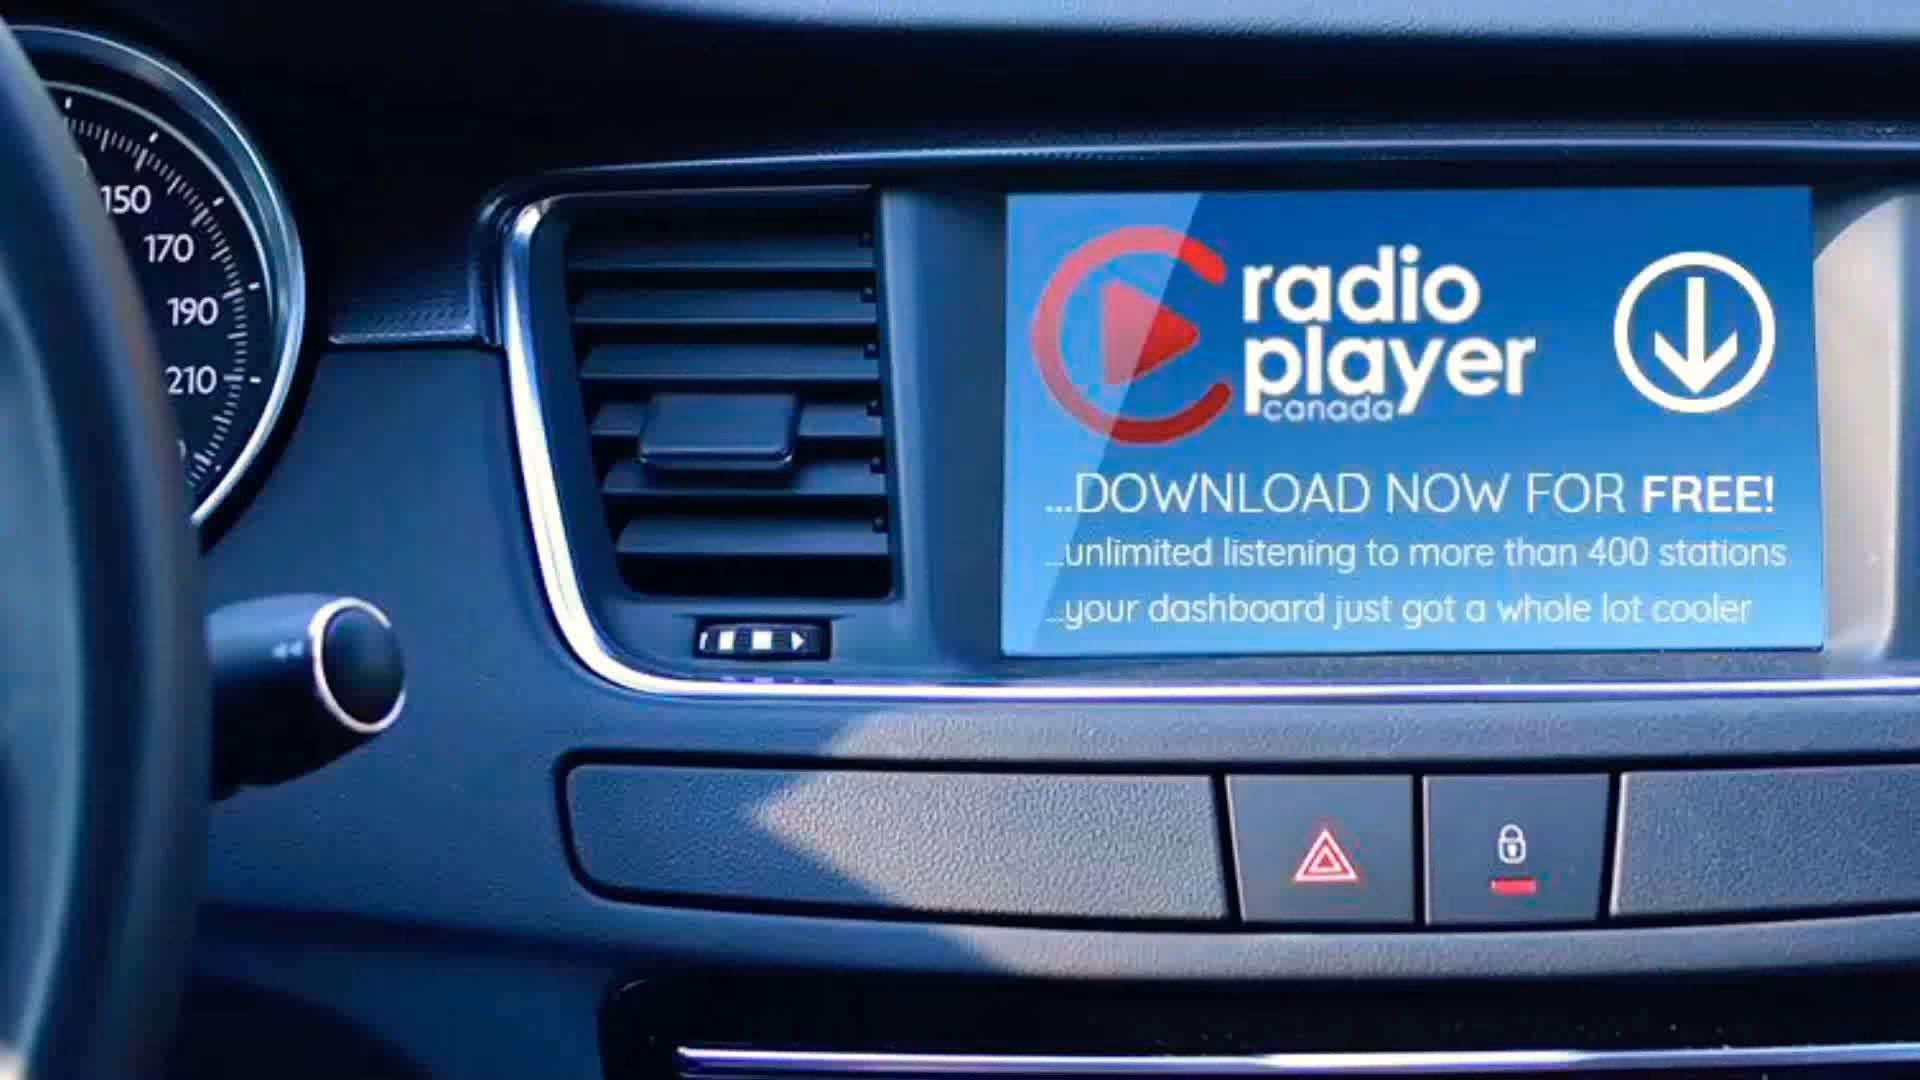 150
170
190
210
radio
player
canada
...DOWNLOAD NOW FOR FREE!
...unlimited listening to more than 400 stations
...your dashboard just got a whole lot cooler